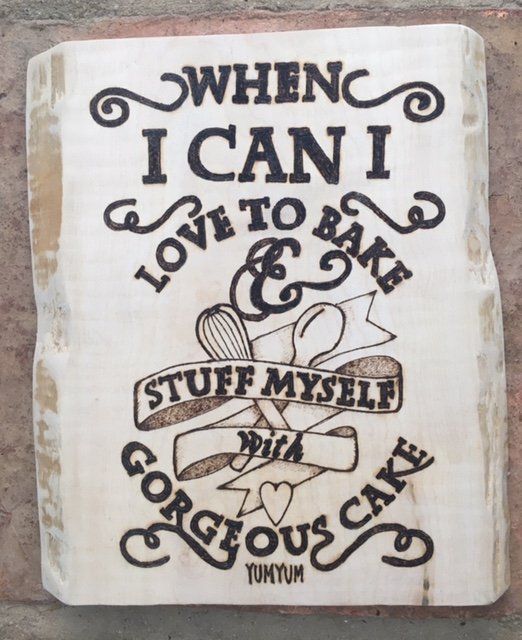 WHEN
I CAN I
LOVE TO BAKE
&
STUFF MYSELF
with
GORGEOUS CAKE
YUMYUM